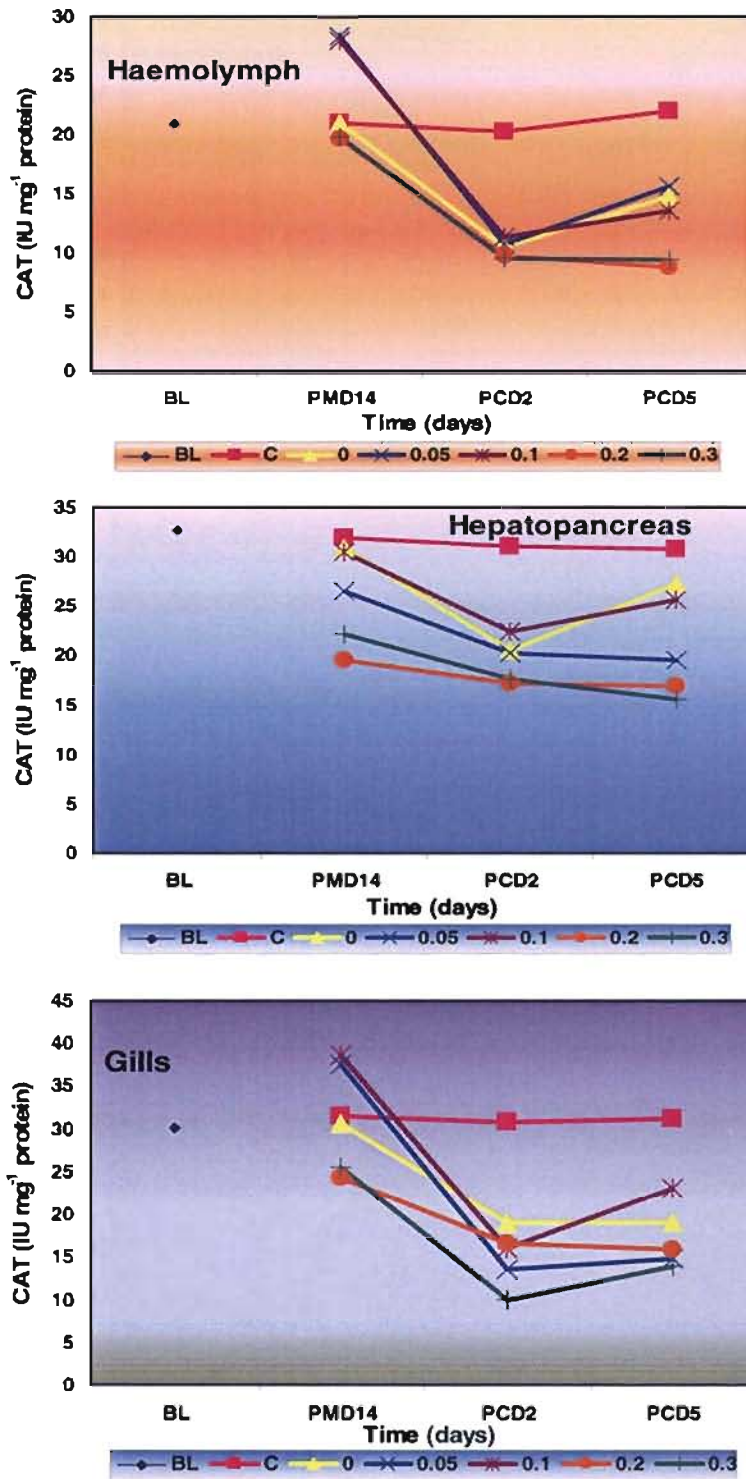 30
25
20
15
10
5
0
CAT (IU mg⁻¹ protein)
Haemolymph
BL PMD14 PCD2 PCD5
Time (days)
BL C 0 0.05 0.1 0.2 0.3
35
30
25
20
15
10
5
0
CAT (IU mg⁻¹ protein)
Hepatopancreas
BL PMD14 PCD2 PCD5
Time (days)
BL C 0 0.05 0.1 0.2 0.3
45
40
35
30
25
20
15
10
5
0
CAT (IU mg⁻¹ protein)
Gills
BL PMD14 PCD2 PCD5
Time (days)
BL C 0 0.05 0.1 0.2 0.3